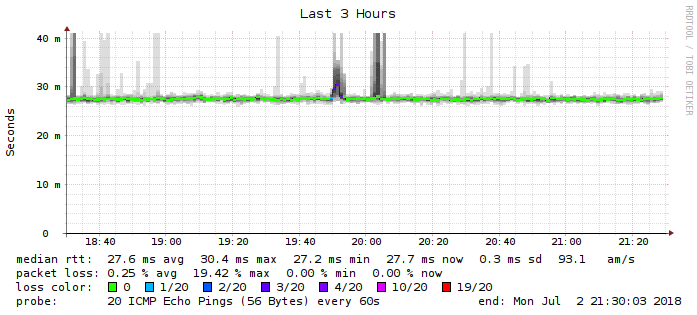 Last 3 Hours
RRDTOOL / TOBI OETIKER
Seconds
40 m
30 m
20 m
10 m
0
18:40 19:00 19:20 19:40 20:00 20:20 20:40 21:00 21:20
median rtt: 27.6 ms avg 30.4 ms max 27.2 ms min 27.7 ms now 0.3 ms sd 93.1 am/s
packet loss: 0.25 % avg 19.42 % max 0.00 % min 0.00 % now
loss color: 0 1/20 2/20 3/20 4/20 10/20 19/20
probe: 20 ICMP Echo Pings (56 Bytes) every 60s end: Mon Jul 2 21:30:03 2018